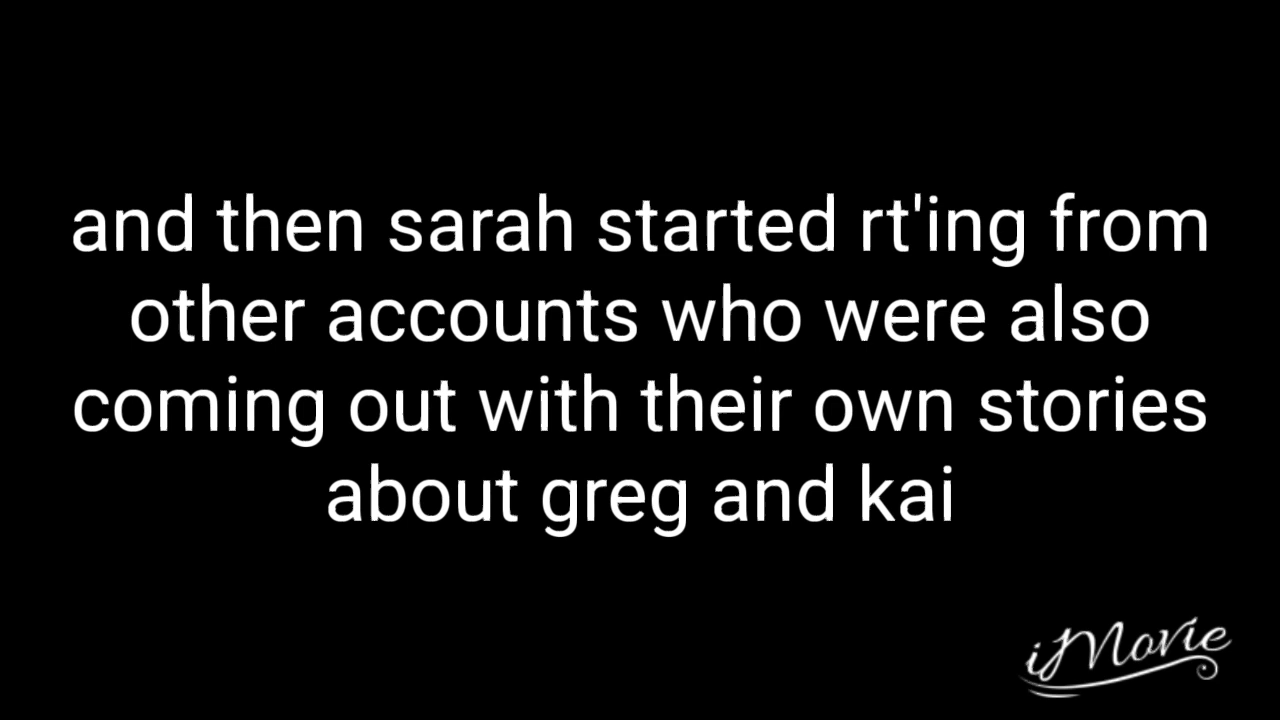 and then sarah started rt'ing from
other accounts who were also
coming out with their own stories
about greg and kai
iMovie